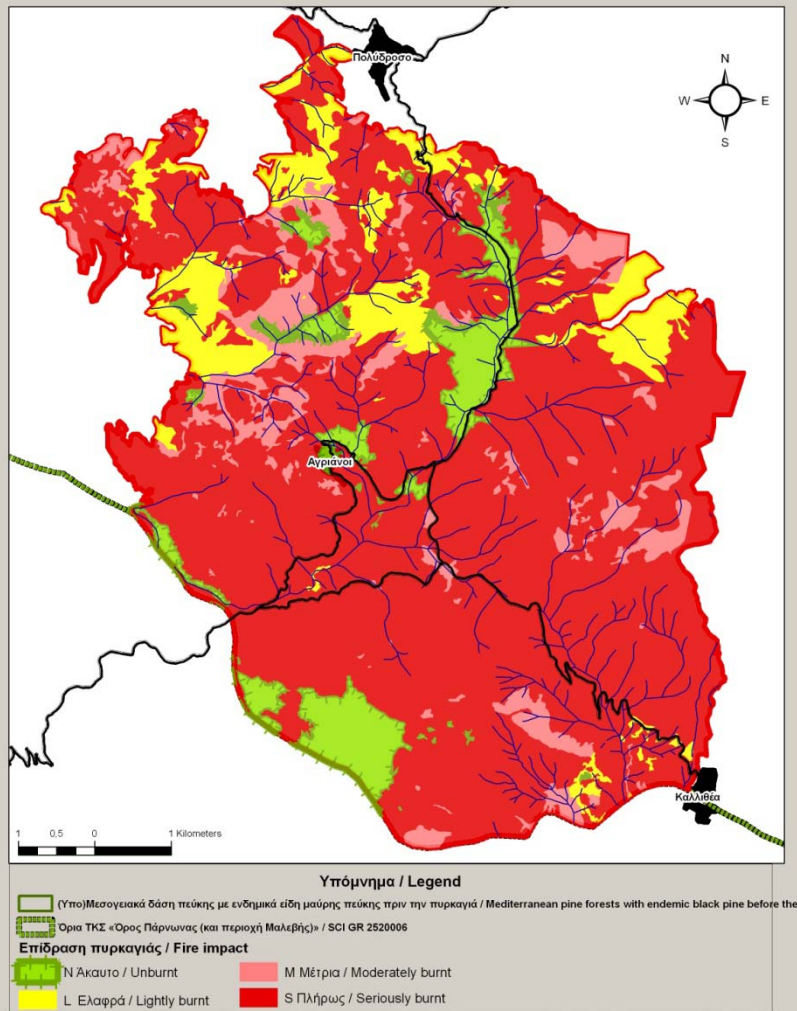 Πολύδροσο
N
W E
S
Αγριάνοι
Καλλιθέα
1 0,5 0 1 Kilometers
Υπόμνημα / Legend
(Υπο)Μεσογειακά δάση πεύκης με ενδημικά είδη μαύρης πεύκης πριν την πυρκαγιά / Mediterranean pine forests with endemic black pine before the
Όρια ΤΚΣ «Όρος Πάρνωνας (και περιοχή Μαλεβής)» / SCI GR 2520006
Επίδραση πυρκαγιάς / Fire impact
N Άκαυτο / Unburnt
M Μέτρια / Moderately burnt
L Ελαφρά / Lightly burnt
S Πλήρως / Seriously burnt